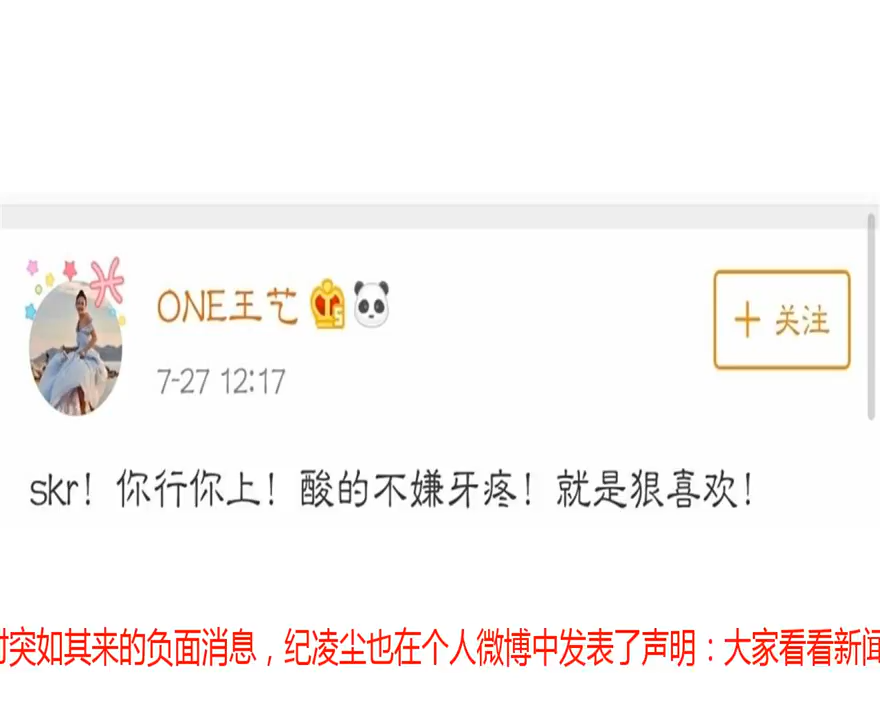 ONE王艺
7-27 12:17
+ 关注
skr！你行你上！酸的不嫌牙疼！就是狠喜欢！
突如其来的负面消息，纪凌尘也在个人微博中发表了声明：大家看看新闻